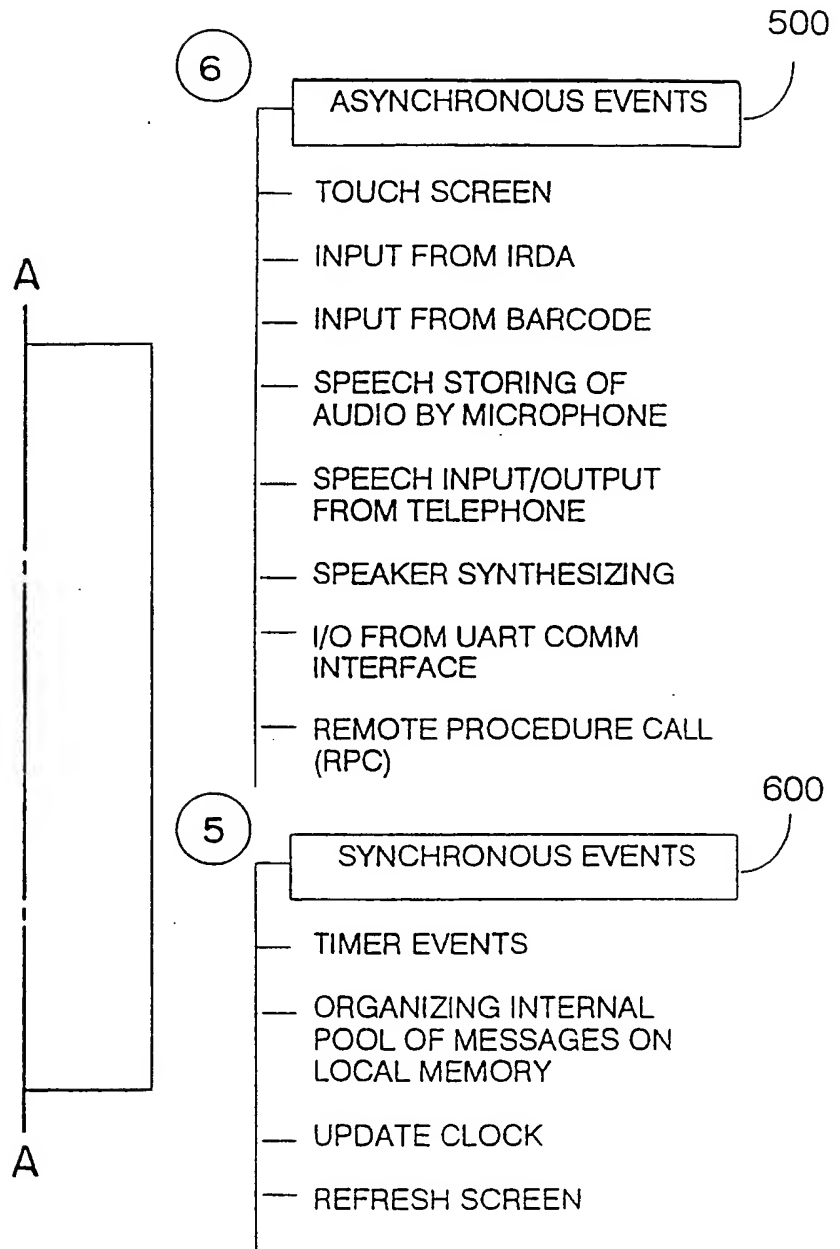 500
6
ASYNCHRONOUS EVENTS
TOUCH SCREEN
INPUT FROM IRDA
A
INPUT FROM BARCODE
SPEECH STORING OF
AUDIO BY MICROPHONE
SPEECH INPUT/OUTPUT
FROM TELEPHONE
SPEAKER SYNTHESIZING
I/O FROM UART COMM
INTERFACE
REMOTE PROCEDURE CALL
(RPC)
600
5
SYNCHRONOUS EVENTS
TIMER EVENTS
ORGANIZING INTERNAL
POOL OF MESSAGES ON
LOCAL MEMORY
UPDATE CLOCK
A
REFRESH SCREEN